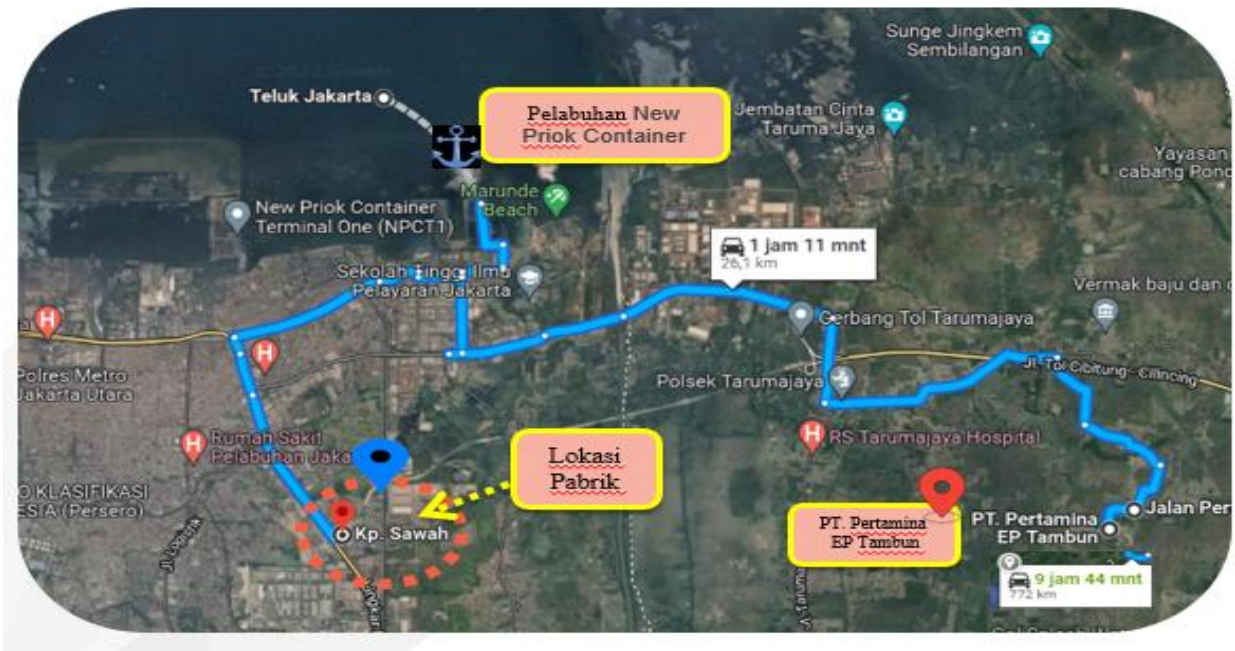 Sunge Jingkem
Sembilangan
Teluk Jakarta
Pelabuhan New
Priok Container
Jembatan Cinta
Taruma Jaya
Yayasan
cabang Pond
Marunde
Beach
New Priok Container
Terminal One (NPCT1)
1 jam 11 mnt
26,1 km
Sekolah Tinggi Ilmu
Pelayaran Jakarta
Vermak baju dan
Gerbang Tol Tarumajaya
Polres Metro
Jakarta Utara
Polsek Tarumajaya
Jl. Tol Cibitung - Cilincing
Rumah Sakit
Pelabuhan Jaka
RS Tarumajaya Hospital
Lokasi
Pabrik
O KLASIFIKASI
ESIA (Persero)
Kp. Sawah
PT. Pertamina
EP Tambun
PT. Pertamina
EP Tambun
Jalan Per
9 jam 44 mnt
772 km